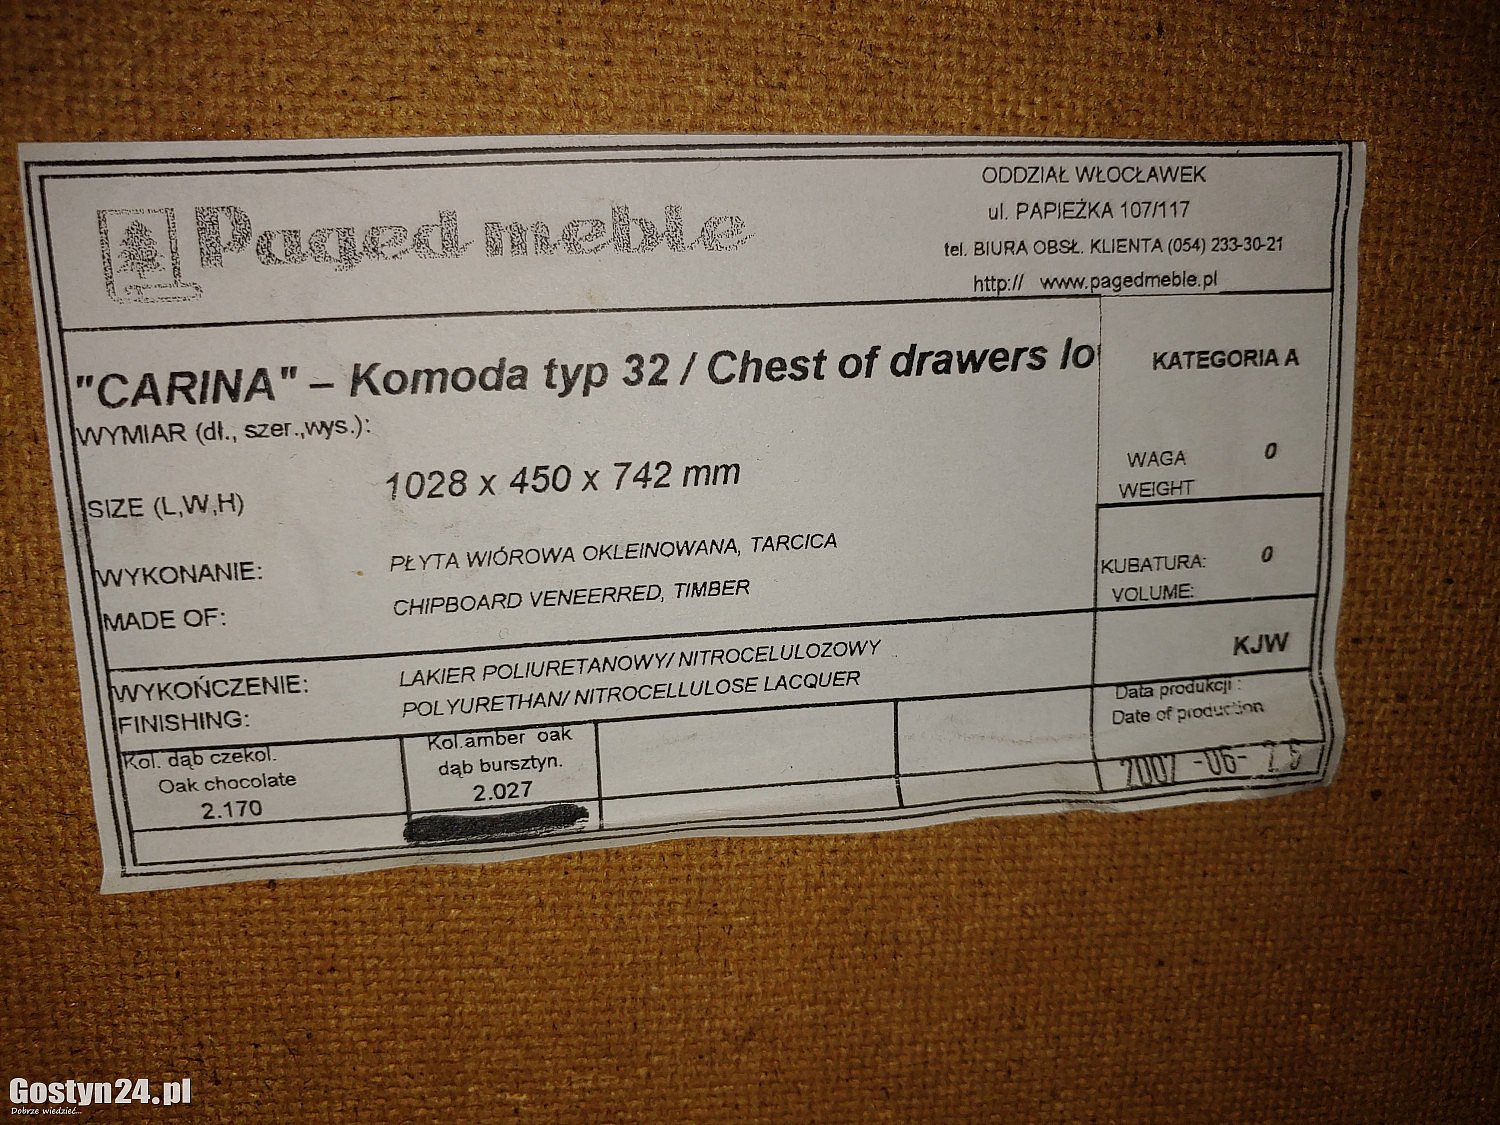 Paged meble
ODDZIAŁ WŁOCŁAWEK
ul. PAPIEŻKA 107/117
tel. BIURA OBSŁ. KLIENTA (054) 233-30-21
http:// www.pagedmeble.pl
"CARINA" – Komoda typ 32 / Chest of drawers lo
KATEGORIA A
WYMIAR (dł., szer.,wys.):
1028 x 450 x 742 mm
SIZE (L,W,H)
WAGA 0
WEIGHT
WYKONANIE: PŁYTA WIÓROWA OKLEINOWANA, TARCICA
MADE OF: CHIPBOARD VENEERRED, TIMBER
KUBATURA: 0
VOLUME:
WYKOŃCZENIE: LAKIER POLIURETANOWY/ NITROCELULOZOWY
FINISHING: POLYURETHAN/ NITROCELLULOSE LACQUER
KJW
Data produkcji :
Date of production
2007 -06-
Kol. dąb czekol.
Oak chocolate
2.170
Kol.amber oak
dąb bursztyn.
2.027
Gostyn24.pl
Dobrze wiedzieć...